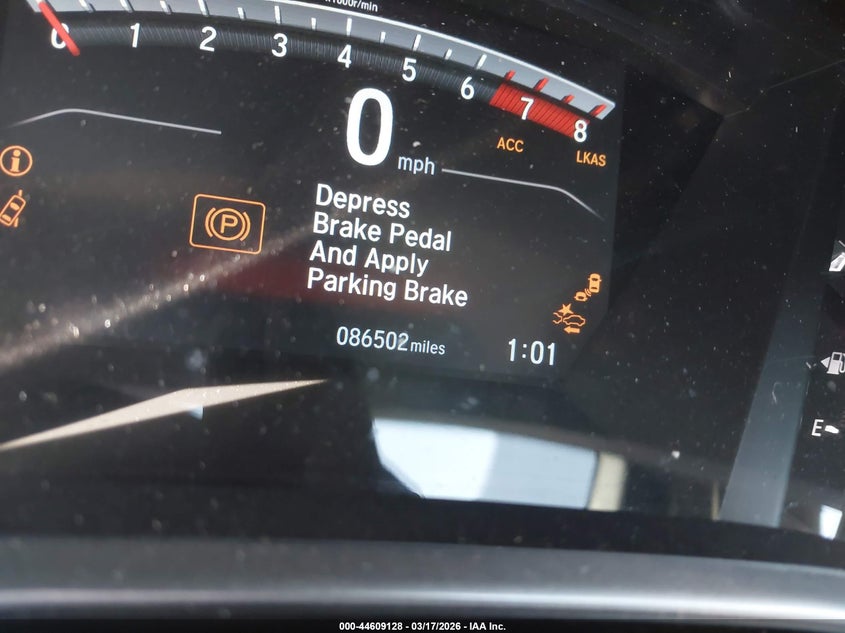 x1000r/min
0 1 2 3 4 5 6 7 8
0 mph
ACC
LKAS
Depress
Brake Pedal
And Apply
Parking Brake
P
086502 miles
1:01
E
000-44609128 - 03/17/2026 - IAA Inc.